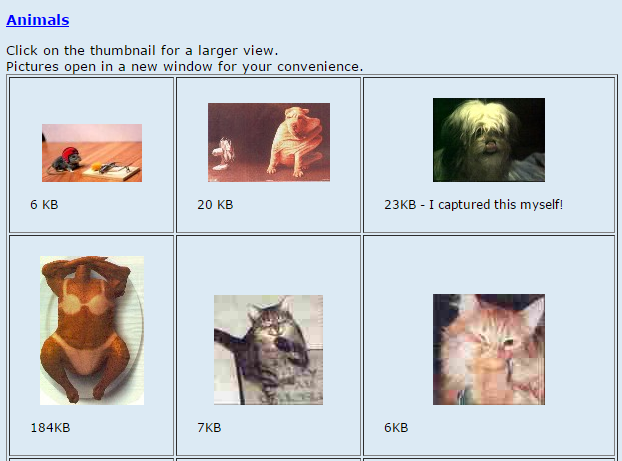 Animals
Click on the thumbnail for a larger view.
Pictures open in a new window for your convenience.
6 KB
20 KB
23KB - I captured this myself!
184KB
7KB
6KB